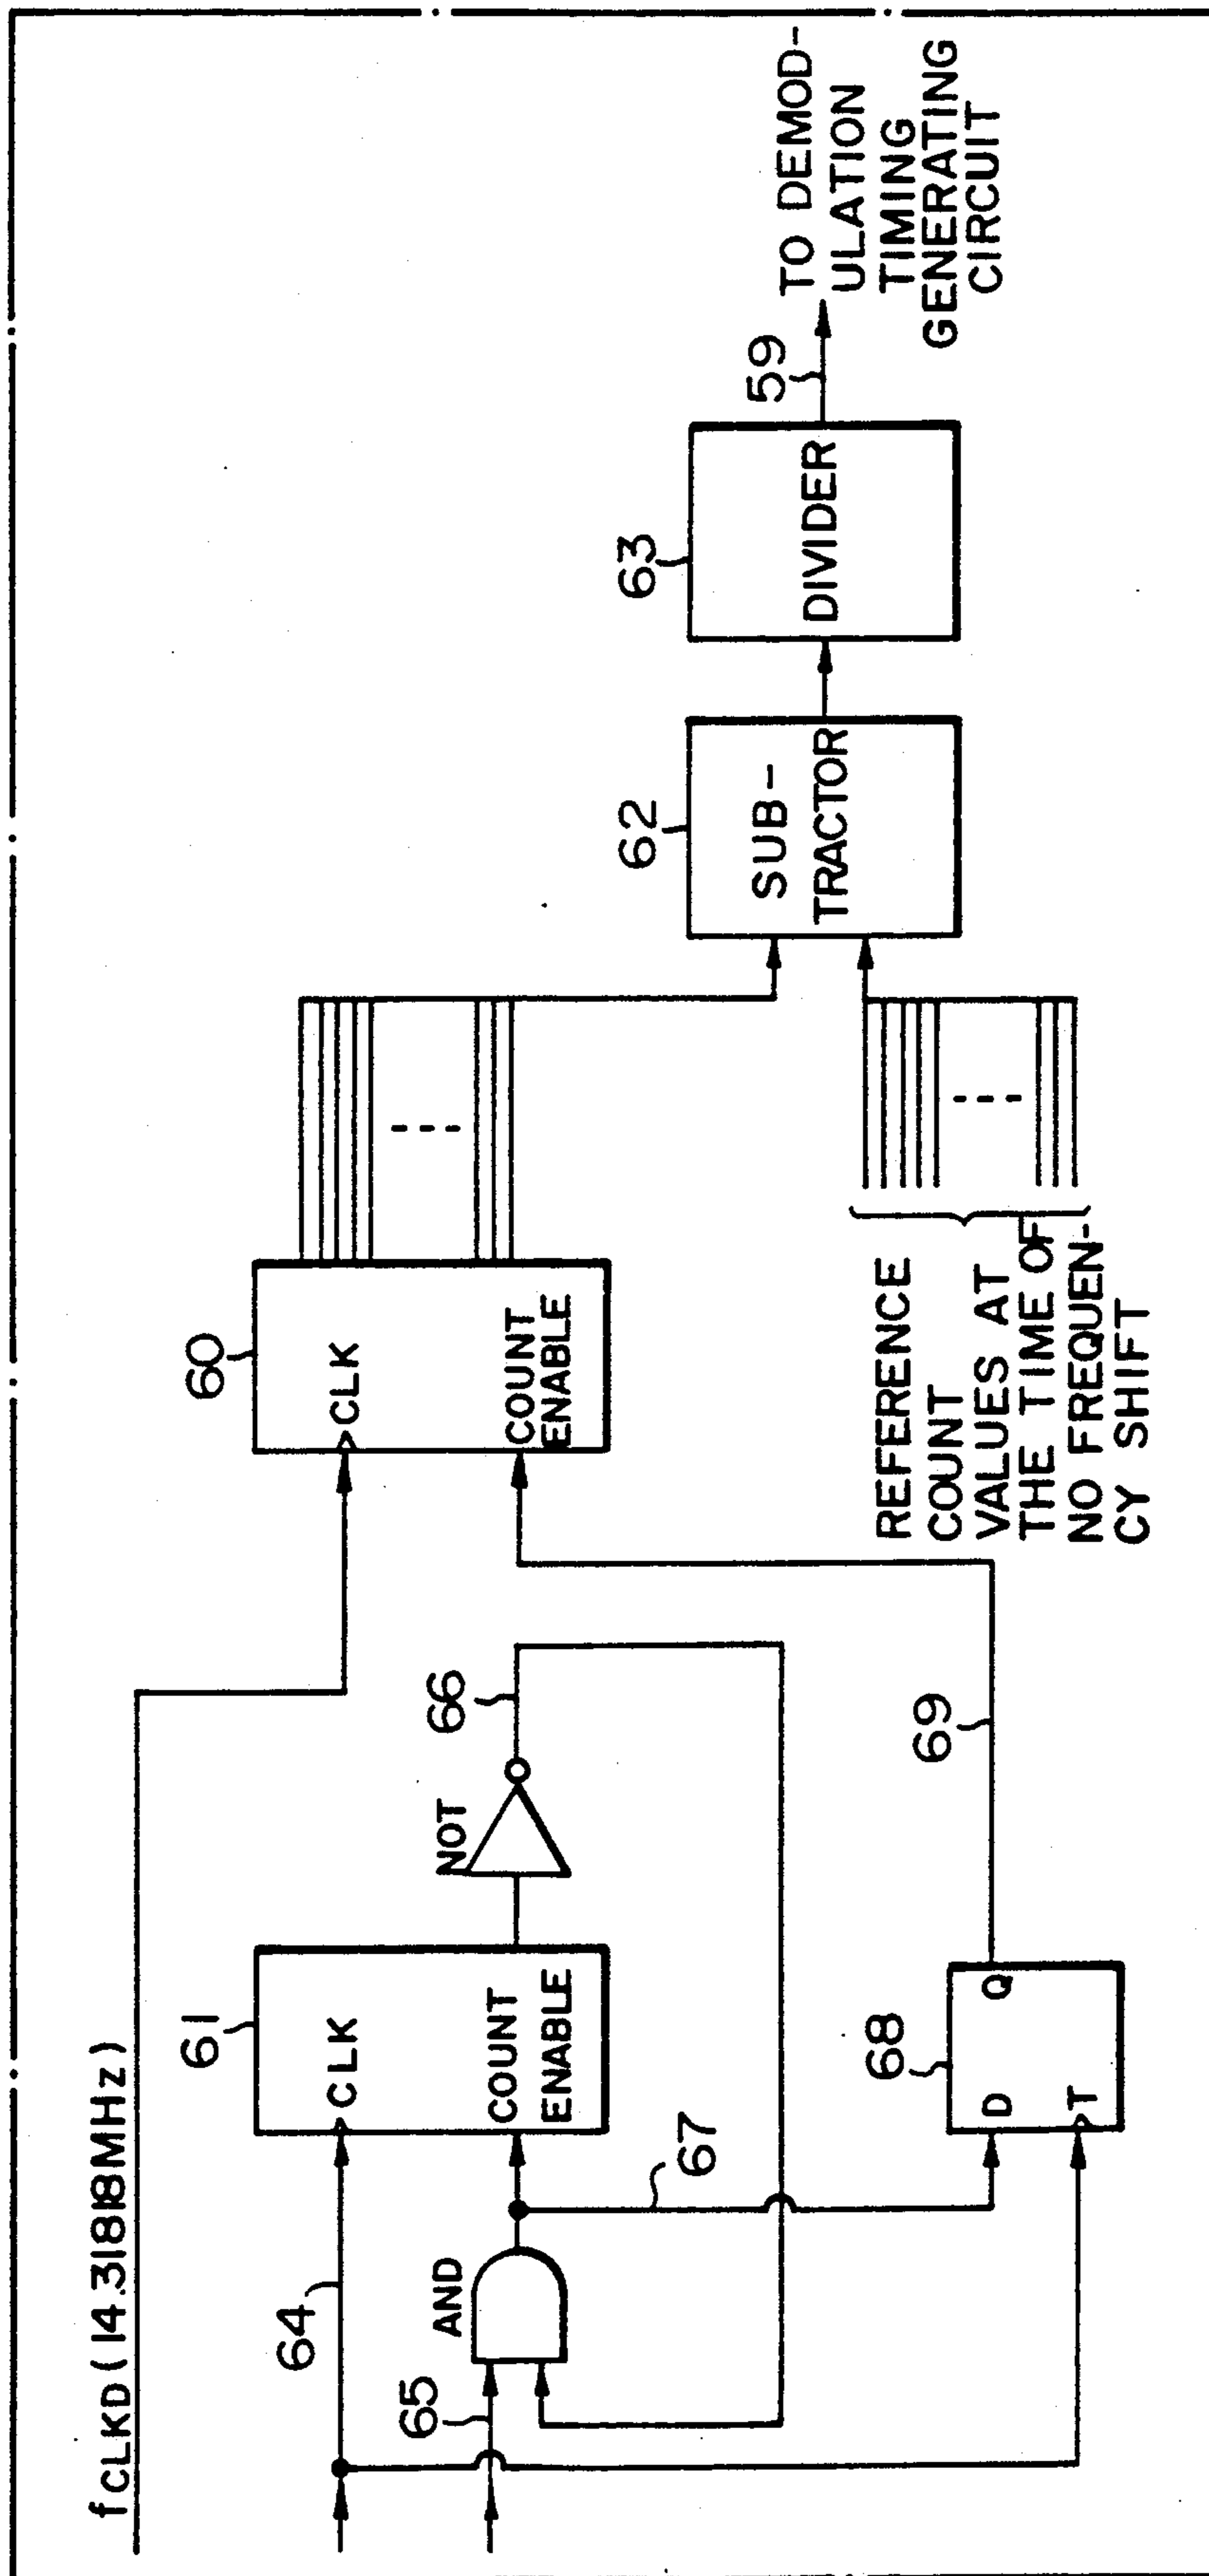 fCLKD (14.31818MHz)
64
65
AND
61
CLK
COUNT
ENABLE
67
NOT
66
68
D
T
Q
69
60
CLK
COUNT
ENABLE
REFERENCE
COUNT
VALUES AT
THE TIME OF
NO FREQUEN-
CY SHIFT
62
SUB-
TRACTOR
63
DIVIDER
59
TO DEMOD-
ULATION
TIMING
GENERATING
CIRCUIT